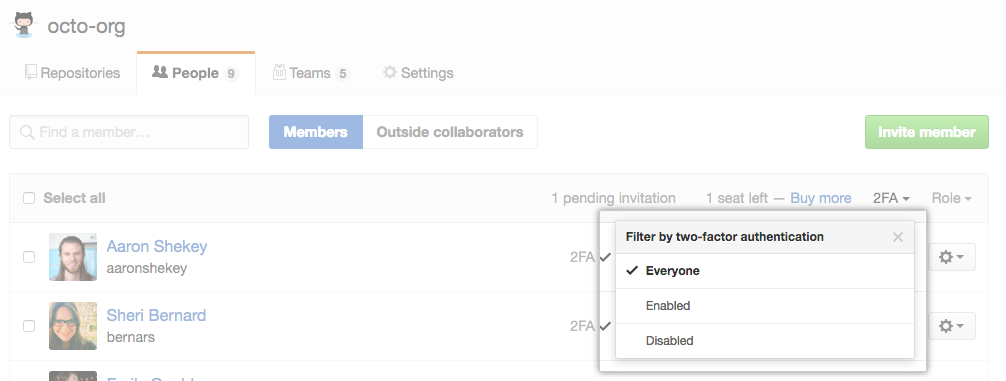 octo-org
Repositories People 9 Teams 5 Settings
Find a member... Members Outside collaborators Invite member
Select all 1 pending invitation 1 seat left — Buy more 2FA Role
Filter by two-factor authentication
Aaron Shekey
aaronshekey
2FA
Everyone
Enabled
Disabled
Sheri Bernard
bernars
2FA